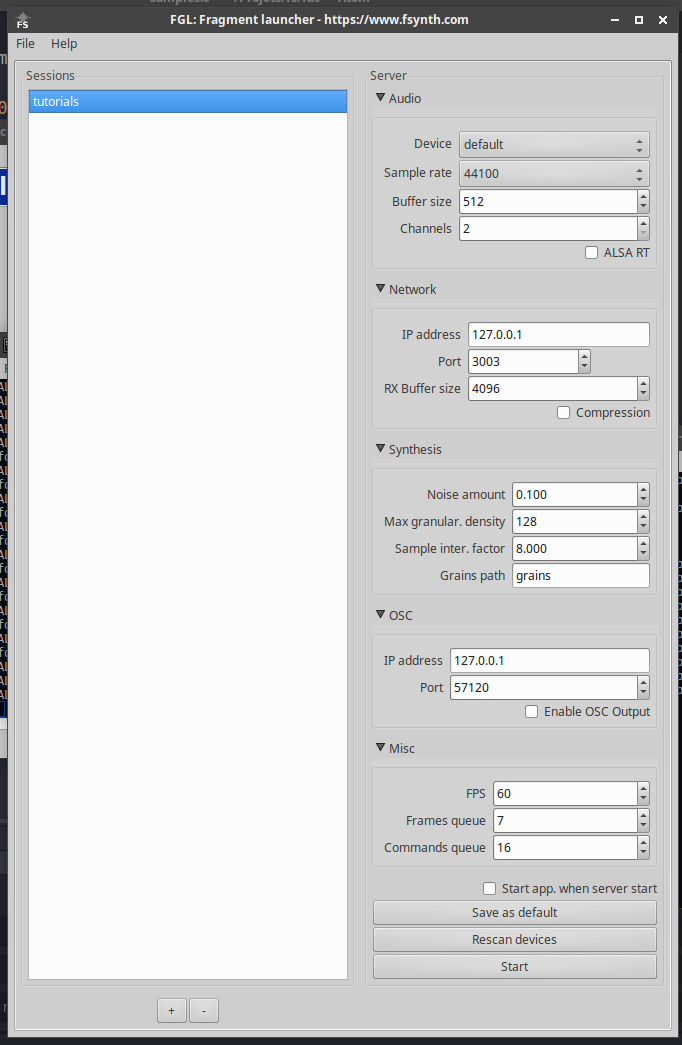 FS
FGL: Fragment launcher - https://www.fsynth.com
File Help
Sessions
tutorials
Server
Audio
Device default
Sample rate 44100
Buffer size 512
Channels 2
ALSA RT
Network
IP address 127.0.0.1
Port 3003
RX Buffer size 4096
Compression
Synthesis
Noise amount 0.100
Max granular. density 128
Sample inter. factor 8.000
Grains path grains
OSC
IP address 127.0.0.1
Port 57120
Enable OSC Output
Misc
FPS 60
Frames queue 7
Commands queue 16
Start app. when server start
Save as default
Rescan devices
Start
+ -